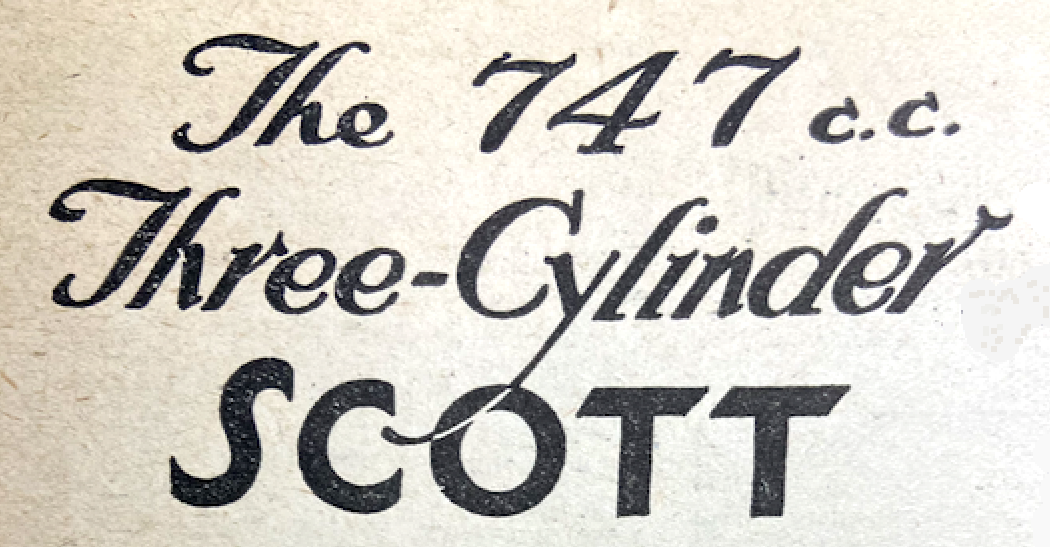 The 747 c.c.
Three-Cylinder
SCOTT